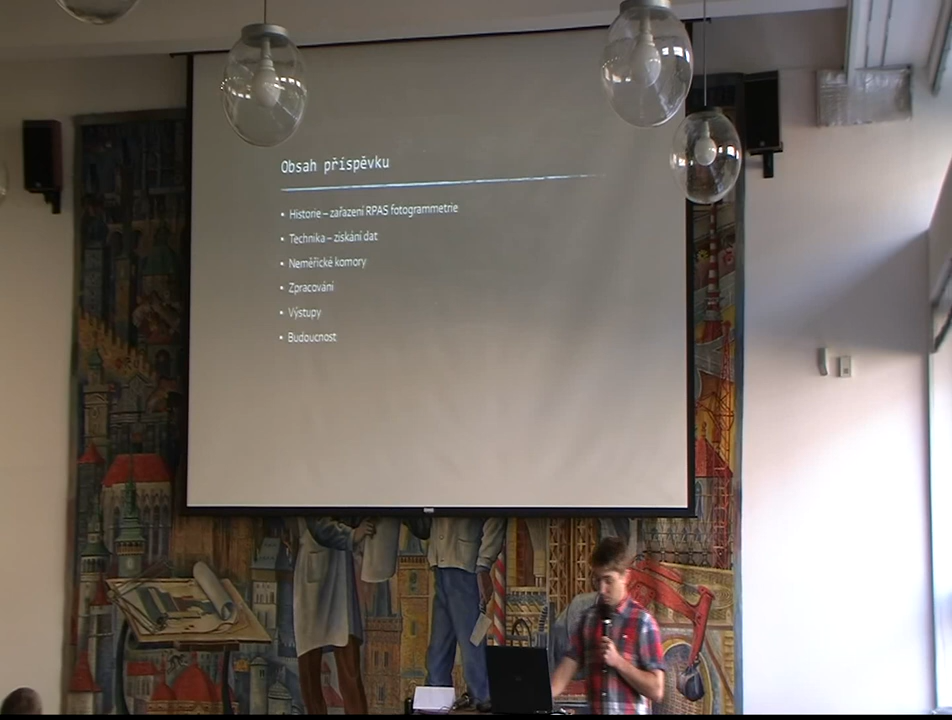 Obsah příspěvku
• Historie – zařazení RPAS fotogrammetrie
• Technika – získání dat
• Neměřické komory
• Zpracování
• Výstupy
• Budoucnost